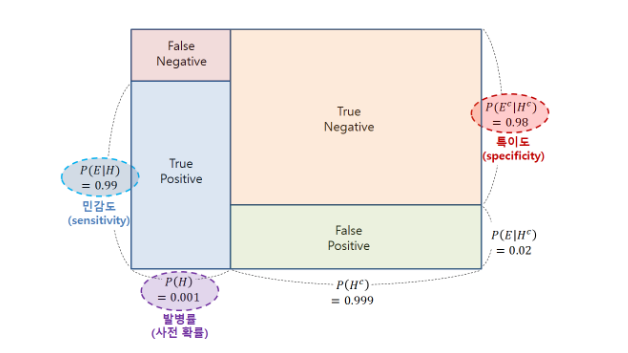 False
Negative
True
Negative
P(E^c|H^c)
= 0.98
특이도
(specificity)
True
Positive
P(E|H)
= 0.99
민감도
(sensitivity)
False
Positive
P(E|H^c)
= 0.02
P(H)
= 0.001
발병률
(사전 확률)
P(H^c)
= 0.999